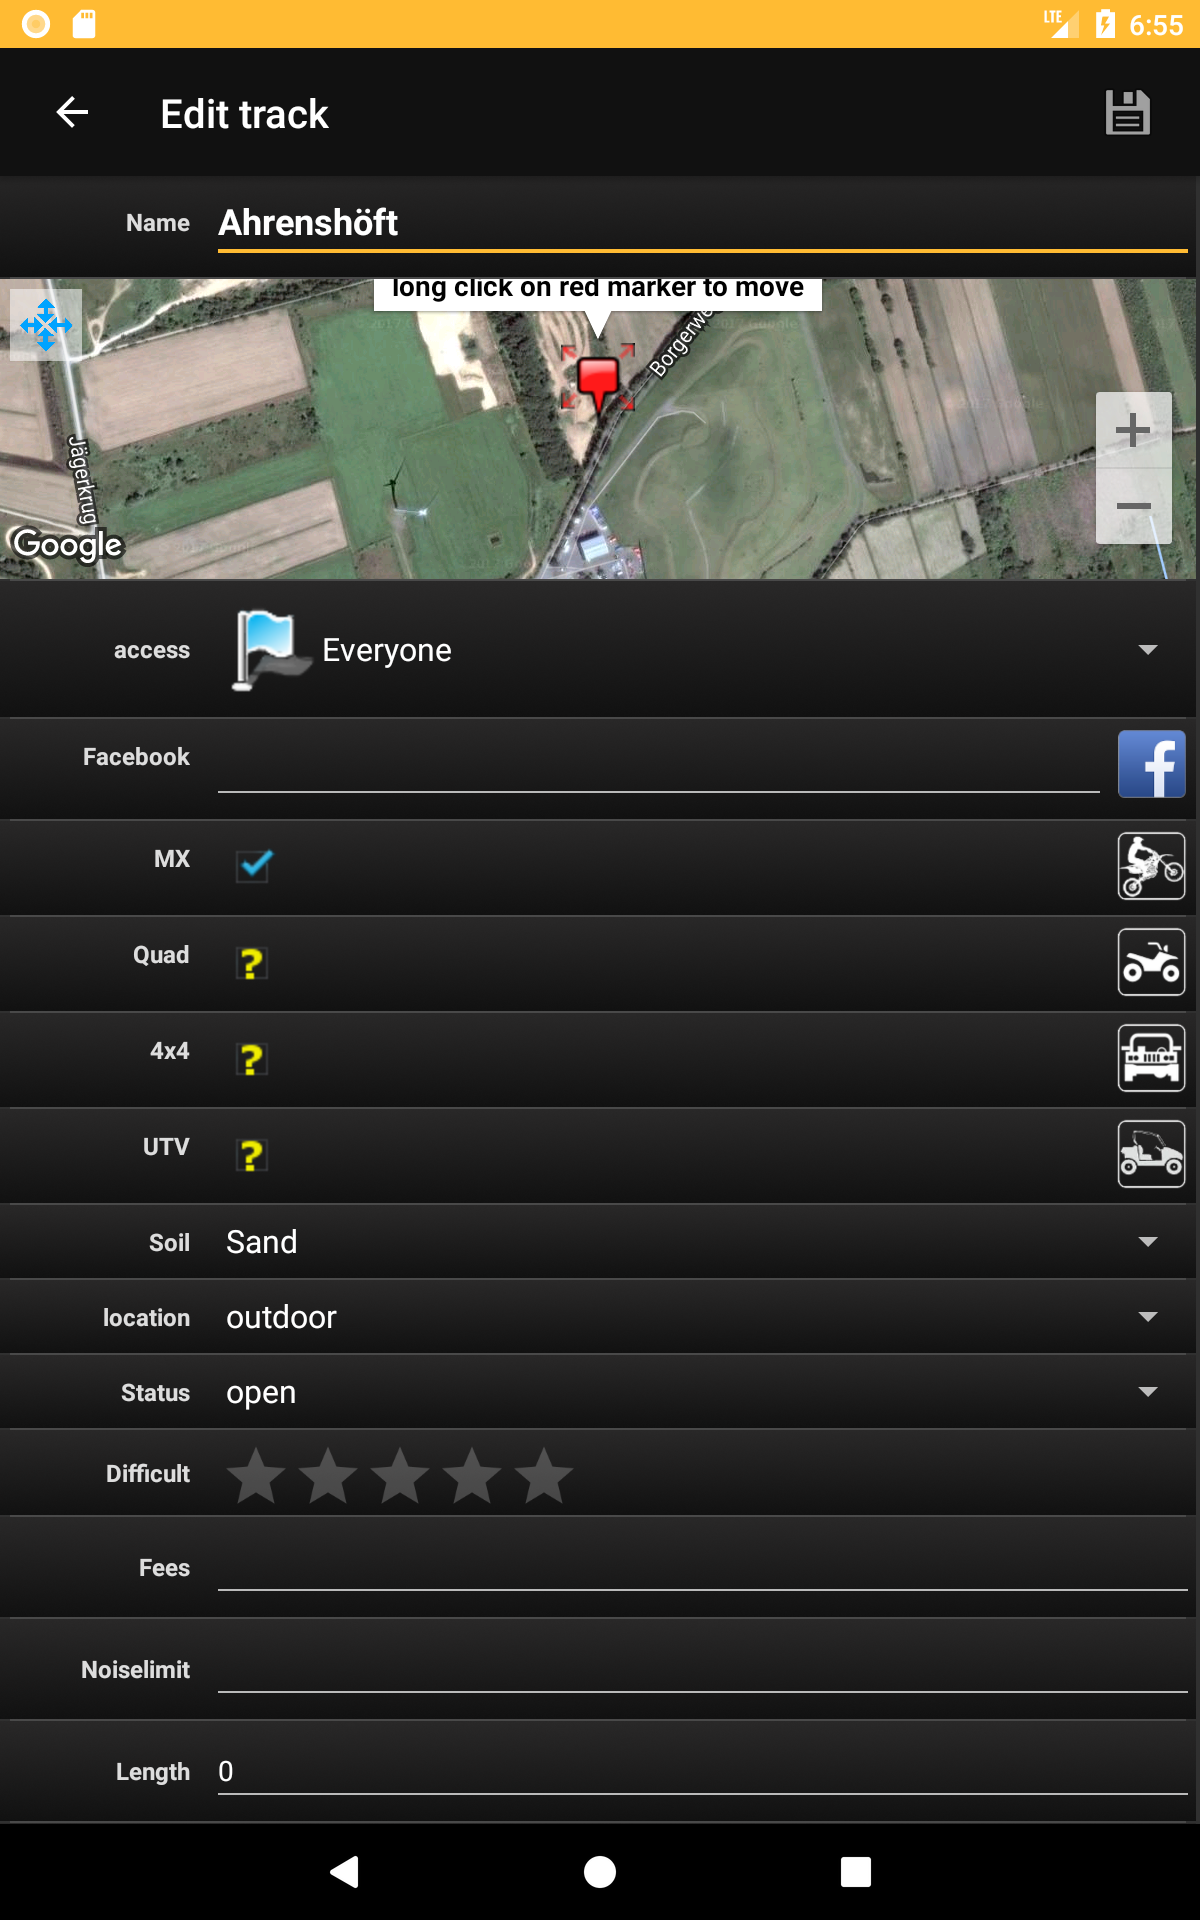 LTE 6:55
Edit track
Name Ahrenshöft
long click on red marker to move
Borgerwe
Jägerkrug
Google
access Everyone
Facebook
f
MX
Quad ?
4x4 ?
UTV ?
Soil Sand
location outdoor
Status open
Difficult
Fees
Noiselimit
Length 0